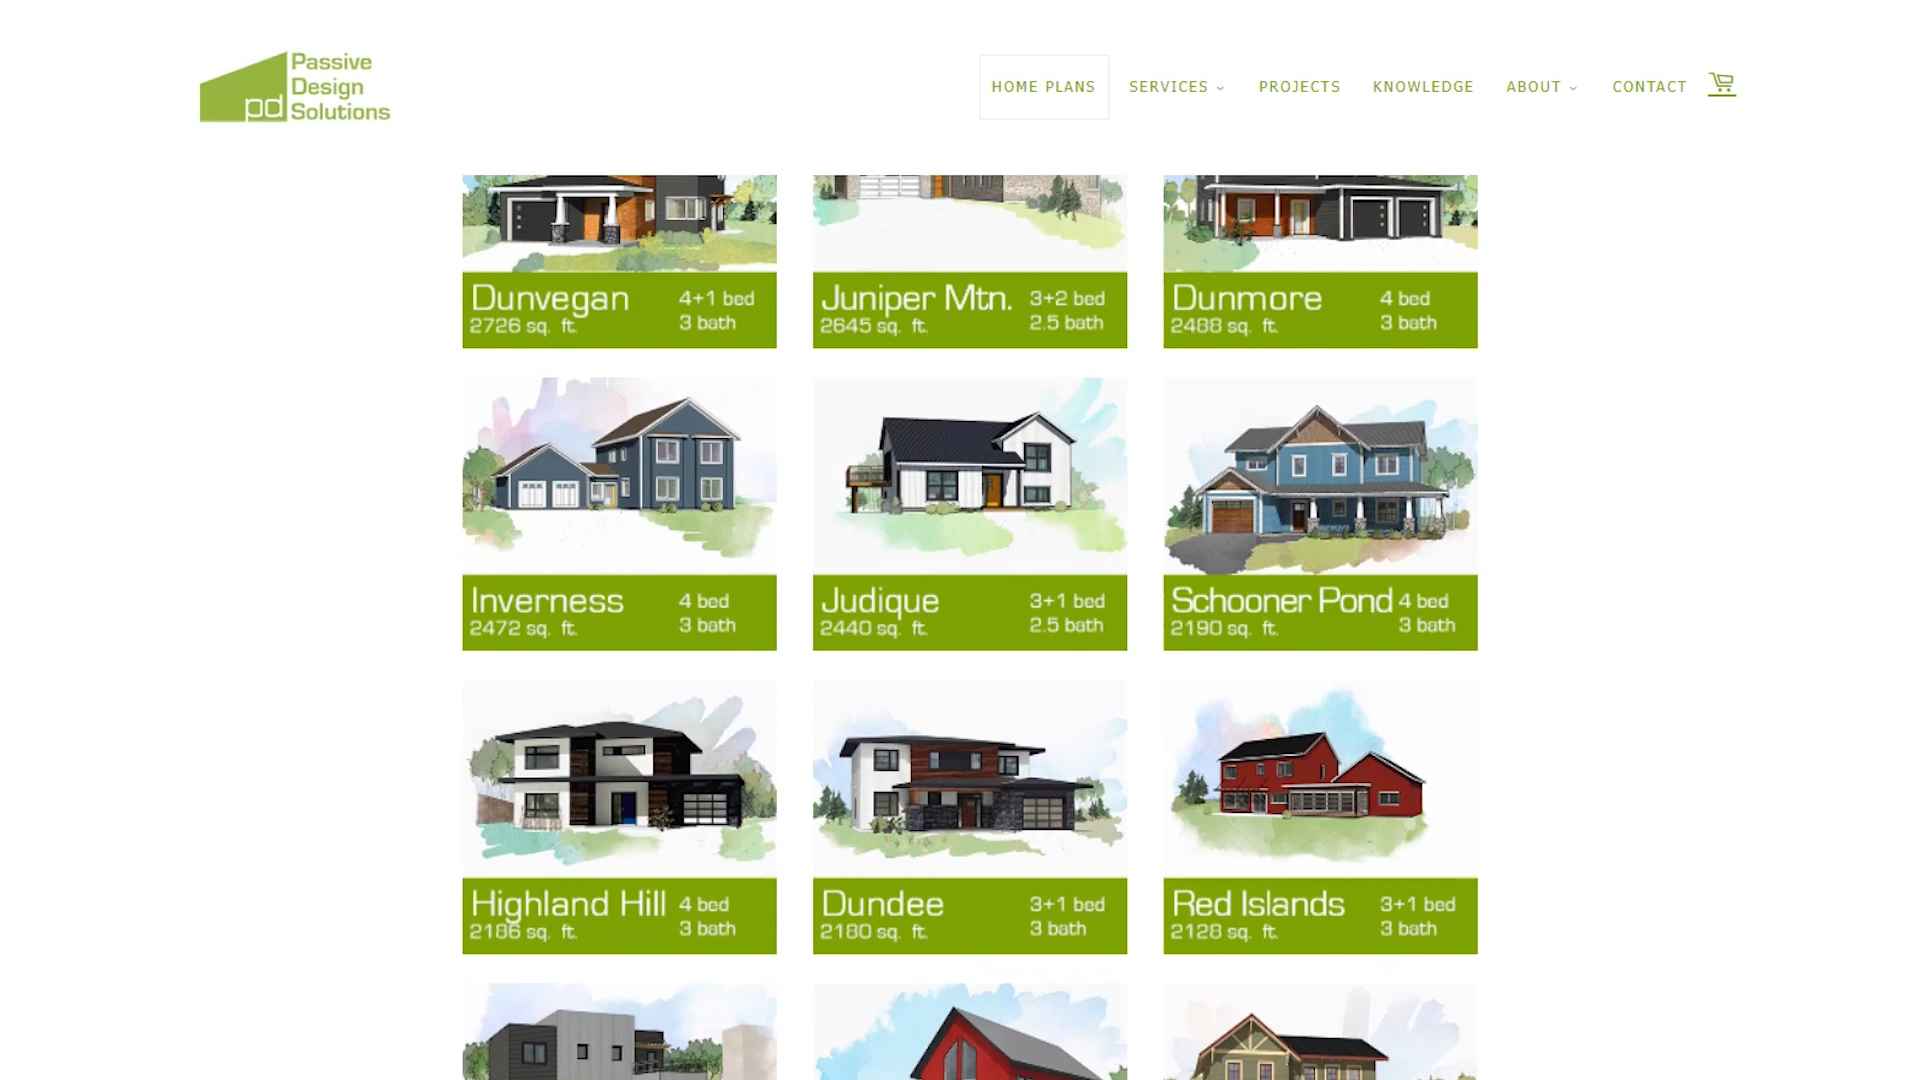 Passive
Design
pd Solutions
HOME PLANS SERVICES PROJECTS KNOWLEDGE ABOUT CONTACT
Dunvegan 4+1 bed
2726 sq. ft. 3 bath
Juniper Mtn. 3+2 bed
2645 sq. ft. 2.5 bath
Dunmore 4 bed
2488 sq. ft. 3 bath
Inverness 4 bed
2472 sq. ft. 3 bath
Judique 3+1 bed
2440 sq. ft. 2.5 bath
Schooner Pond 4 bed
2190 sq. ft. 3 bath
Highland Hill 4 bed
2186 sq. ft. 3 bath
Dundee 3+1 bed
2180 sq. ft. 3 bath
Red Islands 3+1 bed
2128 sq. ft. 3 bath